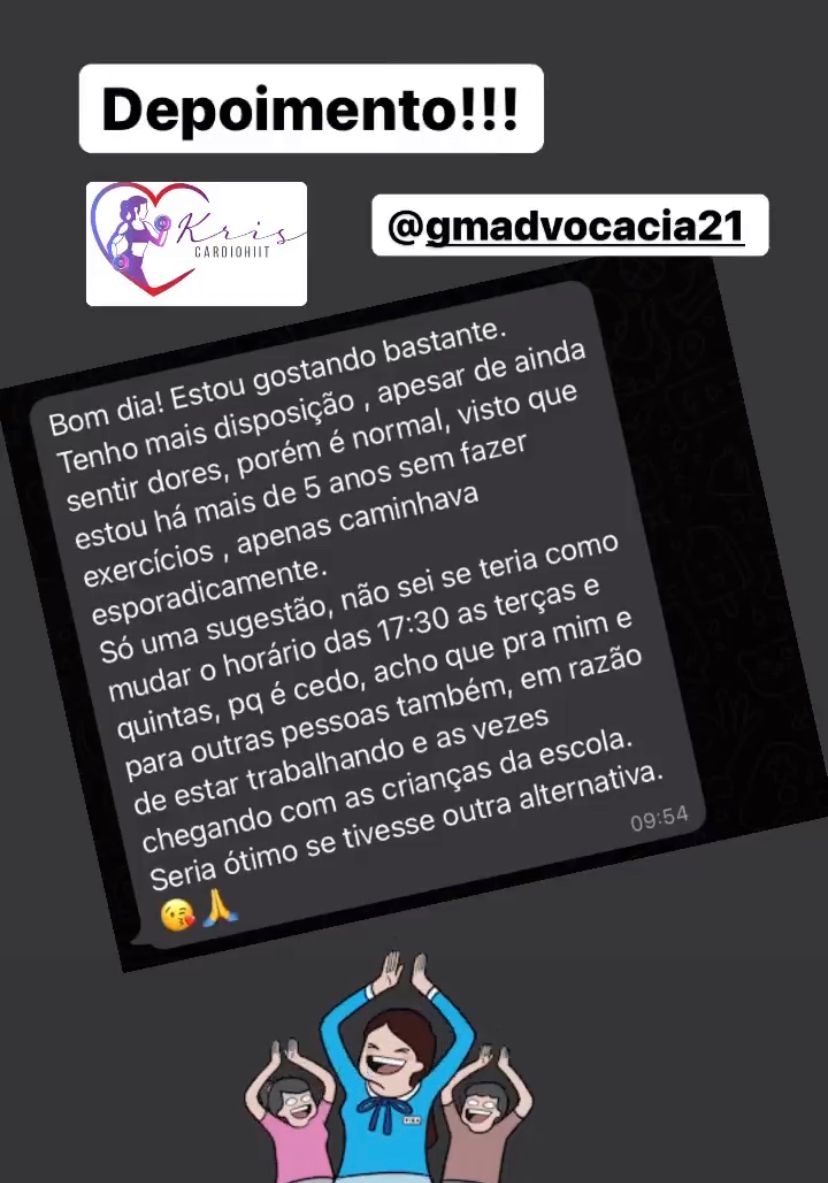 Depoimento!!!
Kris
CARDIOHIIT
@gmadvocacia21
Bom dia! Estou gostando bastante.
Tenho mais disposição , apesar de ainda
sentir dores, porém é normal, visto que
estou há mais de 5 anos sem fazer
exercícios , apenas caminhava
esporadicamente.
Só uma sugestão, não sei se teria como
mudar o horário das 17:30 as terças e
quintas, pq é cedo, acho que pra mim e
para outras pessoas também, em razão
de estar trabalhando e as vezes
chegando com as crianças da escola.
Seria ótimo se tivesse outra alternativa.
😘🙏
09:54